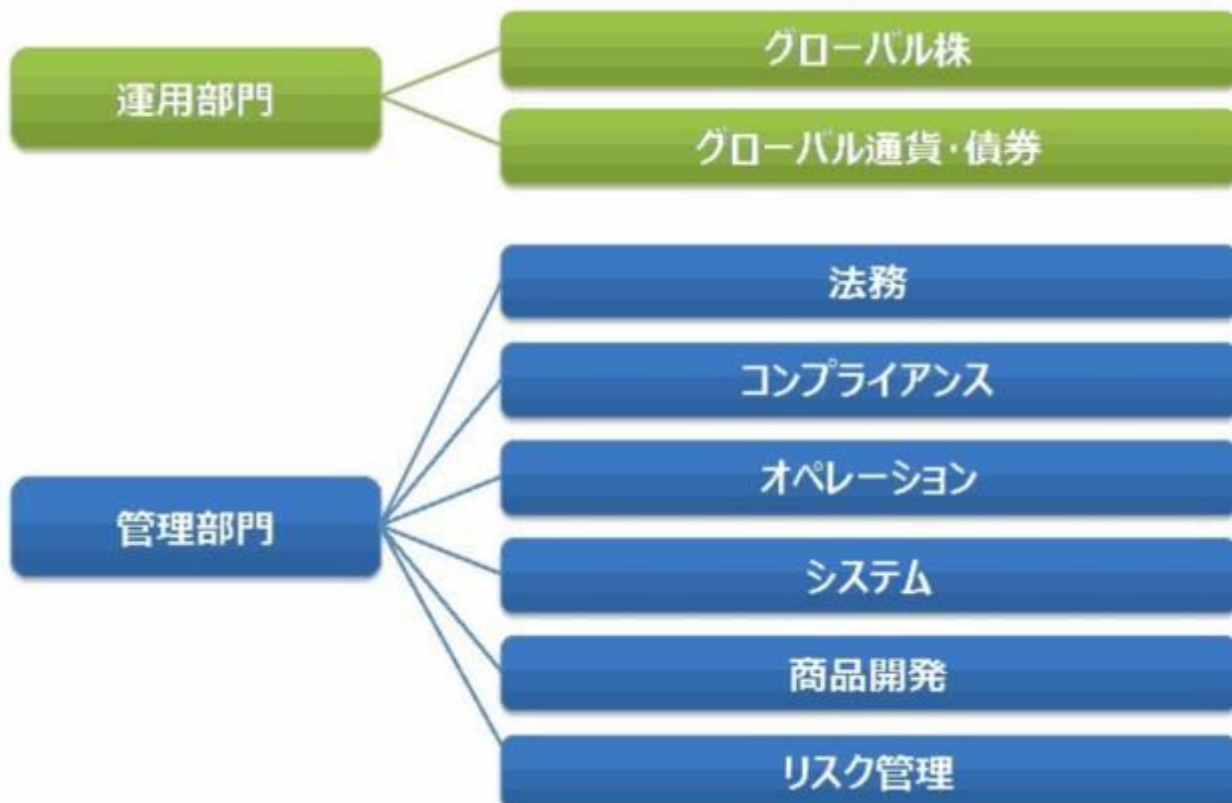 運用部門
グローバル株
グローバル通貨・債券
管理部門
法務
コンプライアンス
オペレーション
システム
商品開発
リスク管理